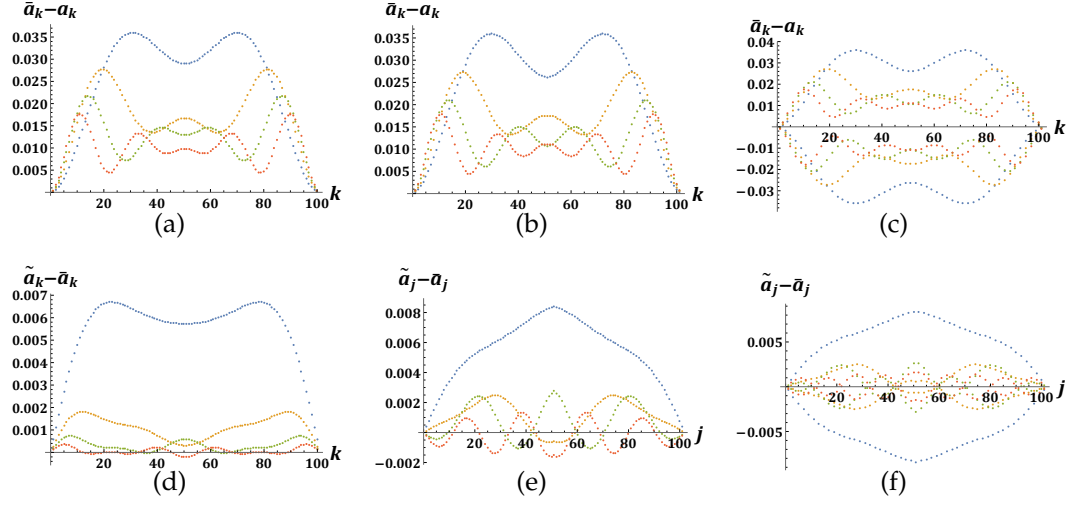 ā_k−a_k
0.035
0.030
0.025
0.020
0.015
0.010
0.005
20 40 60 80 100 k
(a)
ā_k−a_k
0.035
0.030
0.025
0.020
0.015
0.010
0.005
20 40 60 80 100 k
(b)
ā_k−a_k
0.04
0.03
0.02
0.01
20 40 60 80 100 k
−0.01
−0.02
−0.03
(c)
ã_k−ā_k
0.007
0.006
0.005
0.004
0.003
0.002
0.001
20 40 60 80 100 k
(d)
ã_j−ā_j
0.008
0.006
0.004
0.002
20 40 60 80 100 j
−0.002
(e)
ã_j−ā_j
0.005
20 40 60 80 100 j
−0.005
(f)